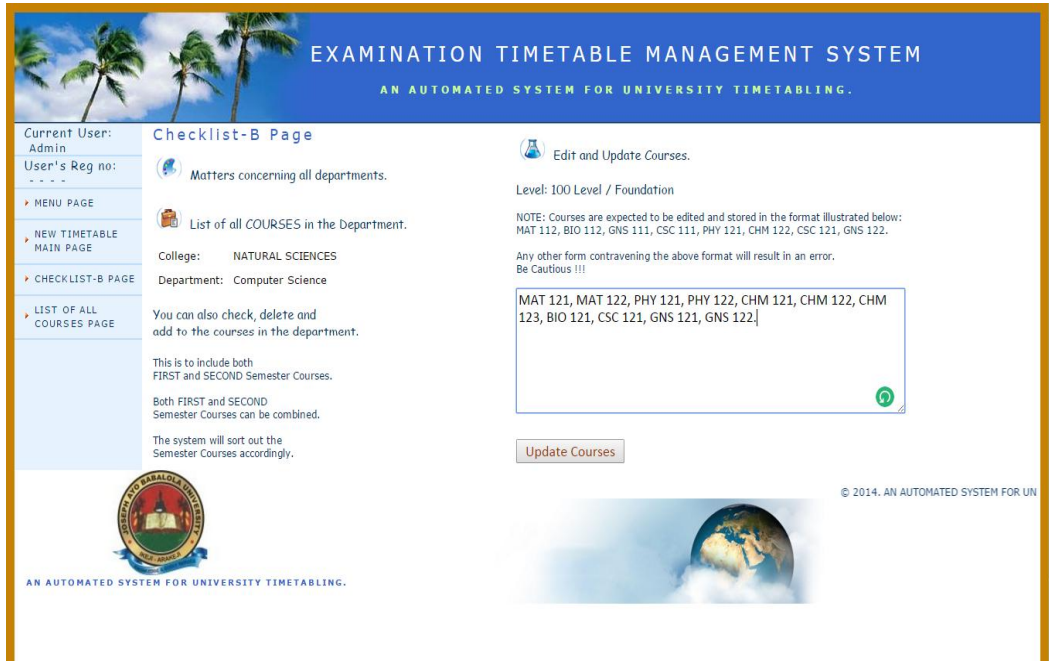 EXAMINATION TIMETABLE MANAGEMENT SYSTEM
AN AUTOMATED SYSTEM FOR UNIVERSITY TIMETABLING.
Current User:
Admin
User's Reg no:
- - - -
MENU PAGE
NEW TIMETABLE
MAIN PAGE
CHECKLIST-B PAGE
LIST OF ALL
COURSES PAGE
Checklist-B Page
Matters concerning all departments.
List of all COURSES in the Department.
College: NATURAL SCIENCES
Department: Computer Science
You can also check, delete and
add to the courses in the department.
This is to include both
FIRST and SECOND Semester Courses.
Both FIRST and SECOND
Semester Courses can be combined.
The system will sort out the
Semester Courses accordingly.
Edit and Update Courses.
Level: 100 Level / Foundation
NOTE: Courses are expected to be edited and stored in the format illustrated below:
MAT 112, BIO 112, GNS 111, CSC 111, PHY 121, CHM 122, CSC 121, GNS 122.
Any other form contravening the above format will result in an error.
Be Cautious !!!
MAT 121, MAT 122, PHY 121, PHY 122, CHM 121, CHM 122, CHM
123, BIO 121, CSC 121, GNS 121, GNS 122.
Update Courses
© 2014. AN AUTOMATED SYSTEM FOR UN
JOSEPH AYO BABALOLA UNIVERSITY
IKEJI-ARAKEJI
AN AUTOMATED SYSTEM FOR UNIVERSITY TIMETABLING.